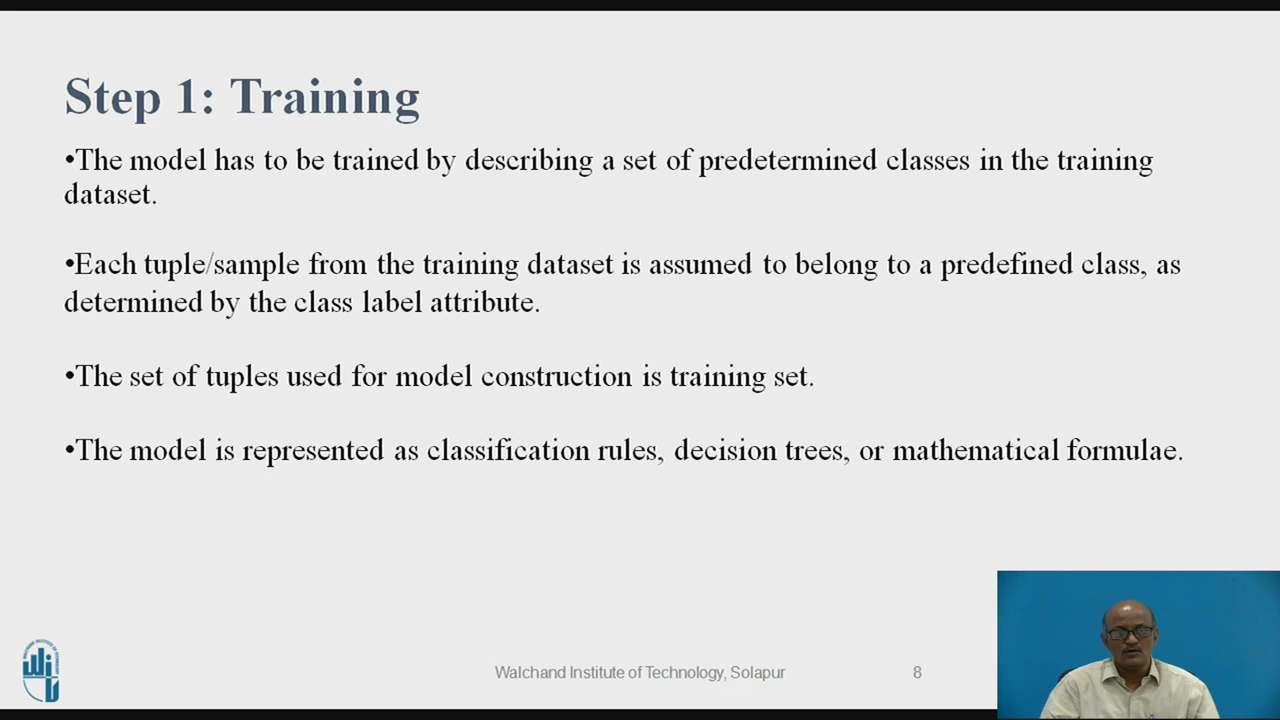 Step 1: Training
•The model has to be trained by describing a set of predetermined classes in the training
dataset.
•Each tuple/sample from the training dataset is assumed to belong to a predefined class, as
determined by the class label attribute.
•The set of tuples used for model construction is training set.
•The model is represented as classification rules, decision trees, or mathematical formulae.
Walchand Institute of Technology, Solapur
8